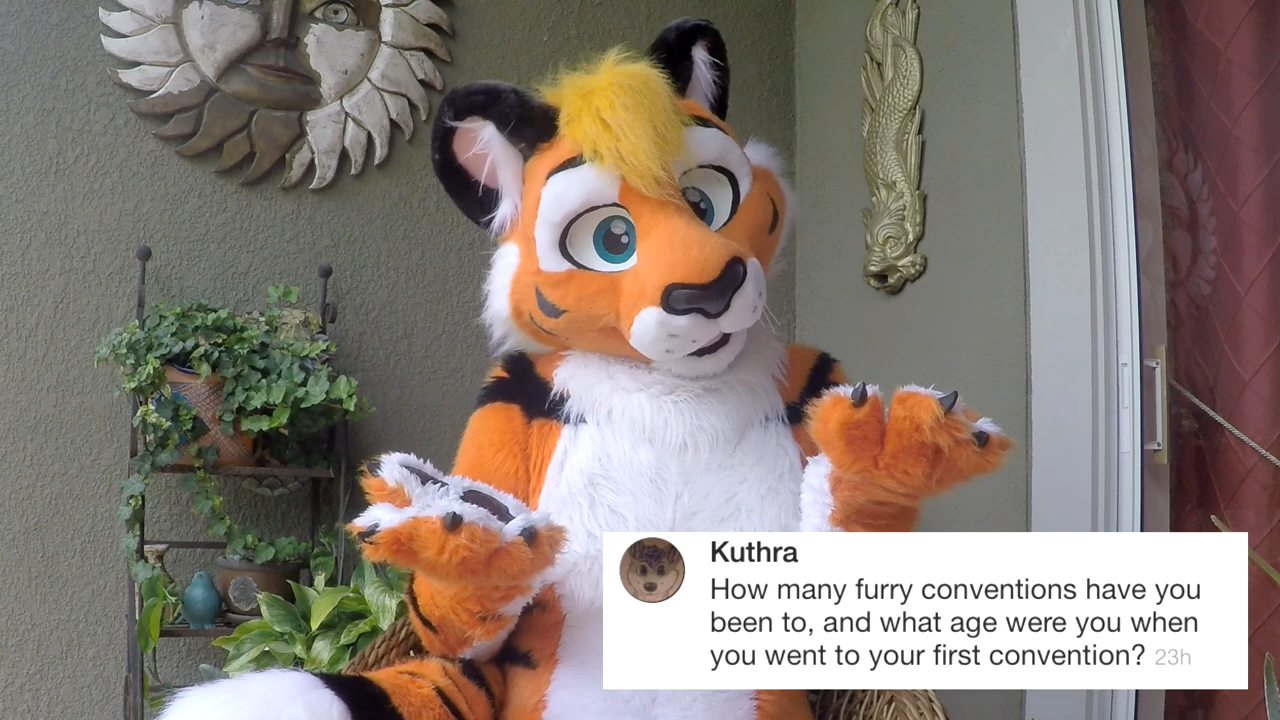 Kuthra
How many furry conventions have you
been to, and what age were you when
you went to your first convention? 23h